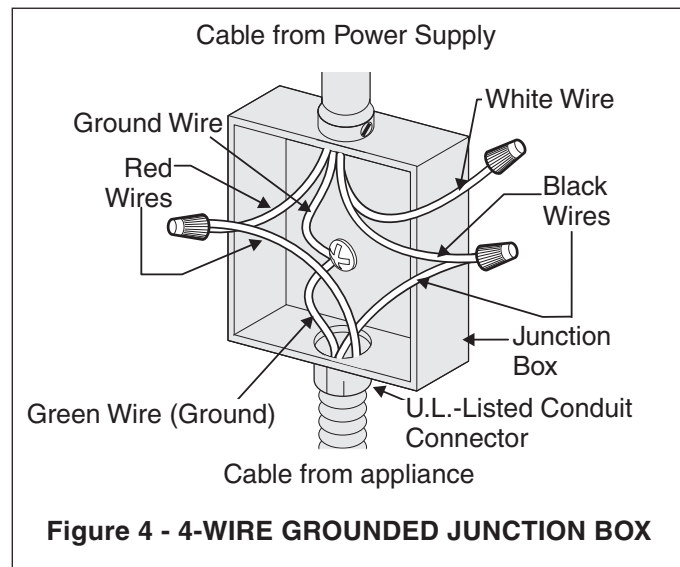 Cable from Power Supply
White Wire
Ground Wire
Red
Wires
Black
Wires
Junction
Box
Green Wire (Ground)
U.L.-Listed Conduit
Connector
Cable from appliance
Figure 4 - 4-WIRE GROUNDED JUNCTION BOX